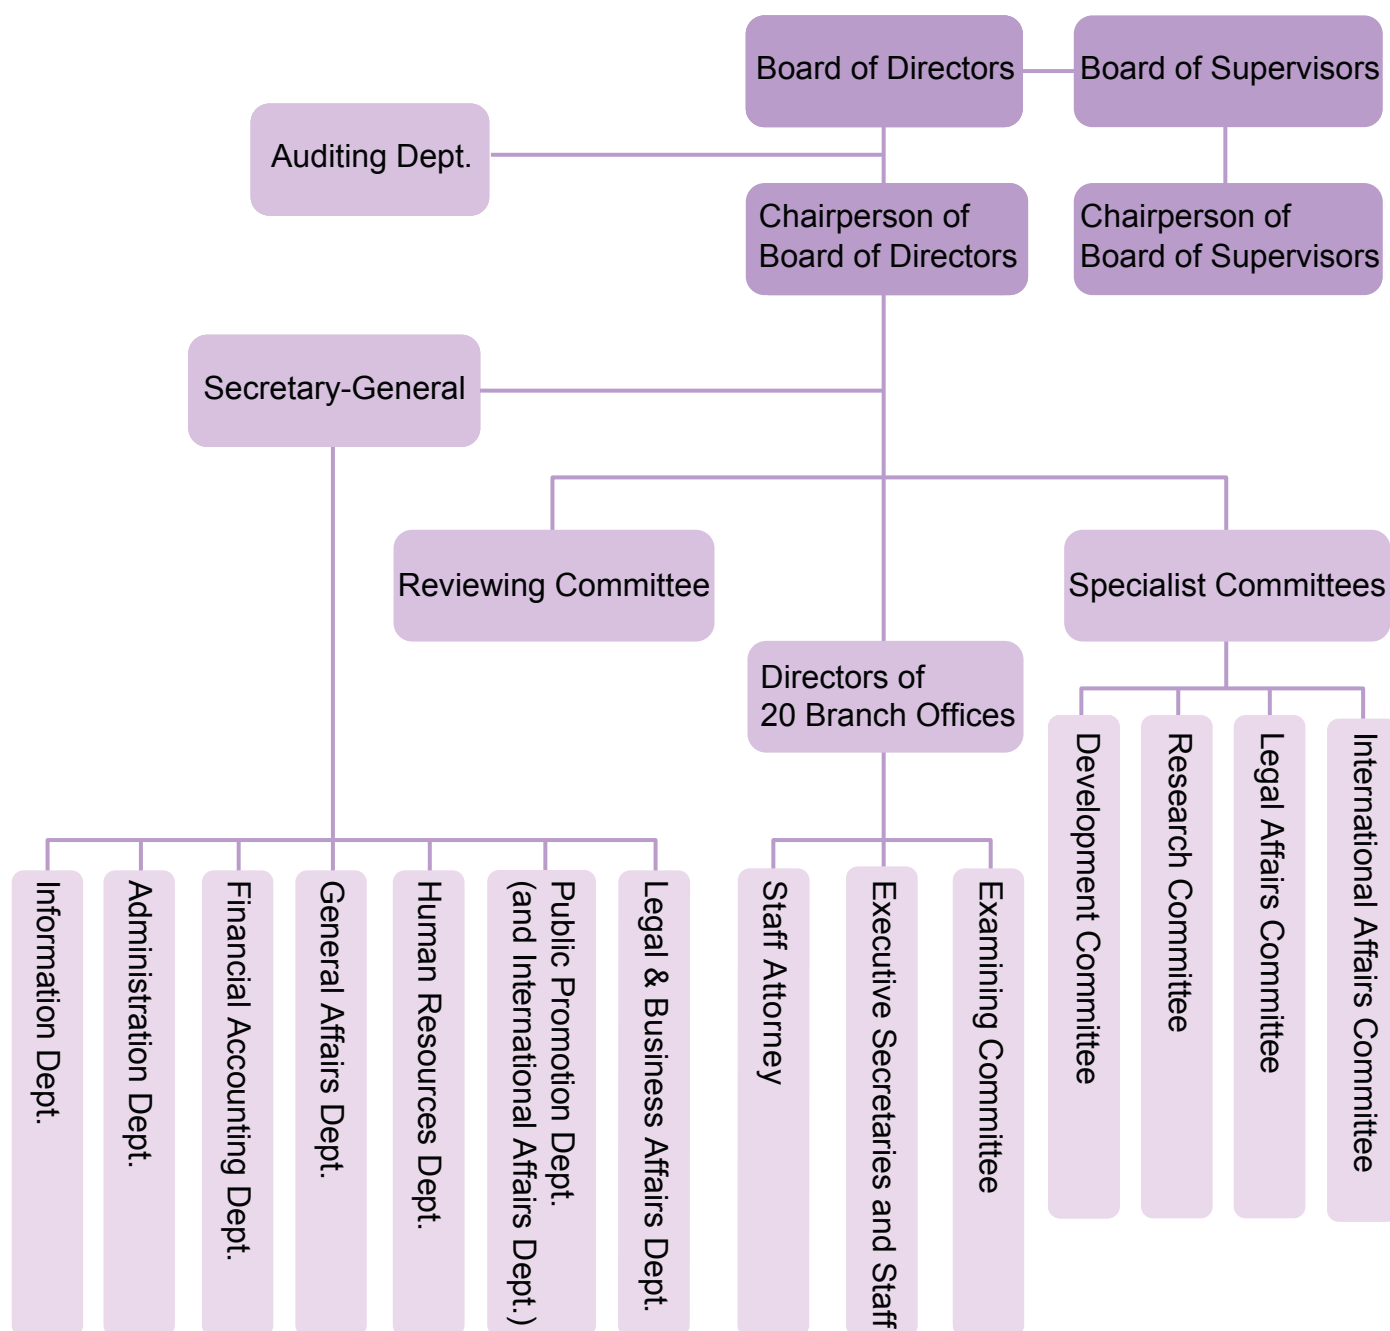 Board of Directors
Board of Supervisors
Auditing Dept.
Chairperson of
Board of Directors
Chairperson of
Board of Supervisors
Secretary-General
Reviewing Committee
Specialist Committees
Directors of
20 Branch Offices
Information Dept.
Administration Dept.
Financial Accounting Dept.
General Affairs Dept.
Human Resources Dept.
Public Promotion Dept.
(and International Affairs Dept.)
Legal & Business Affairs Dept.
Staff Attorney
Executive Secretaries and Staff
Examining Committee
Development Committee
Research Committee
Legal Affairs Committee
International Affairs Committee